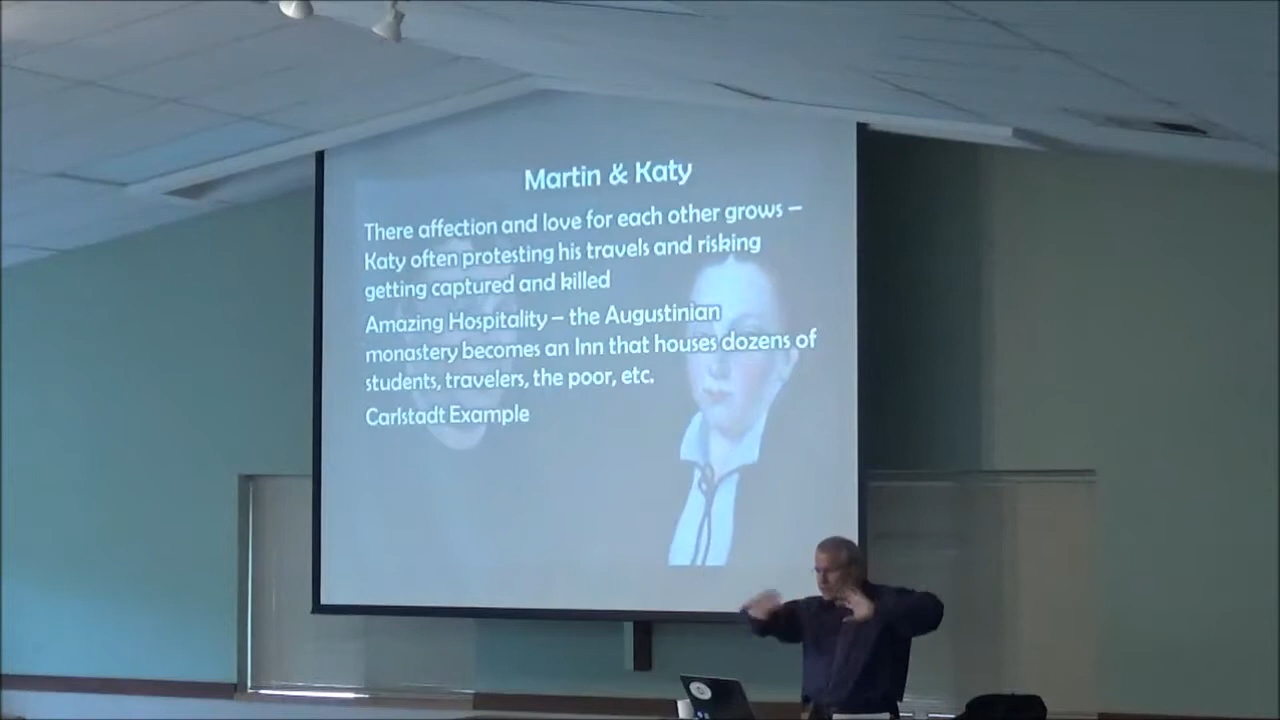 Martin & Katy
There affection and love for each other grows –
Katy often protesting his travels and risking
getting captured and killed
Amazing Hospitality – the Augustinian
monastery becomes an Inn that houses dozens of
students, travelers, the poor, etc.
Carlstadt Example